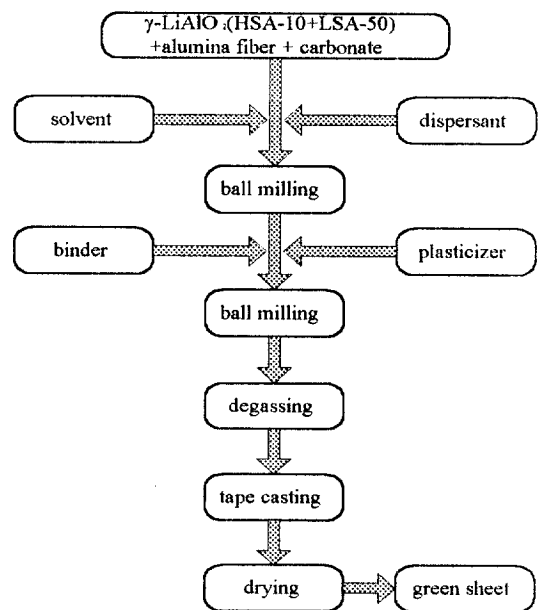 γ-LiAlO₂(HSA-10+LSA-50)
+alumina fiber + carbonate
solvent
dispersant
ball milling
binder
plasticizer
ball milling
degassing
tape casting
drying
green sheet